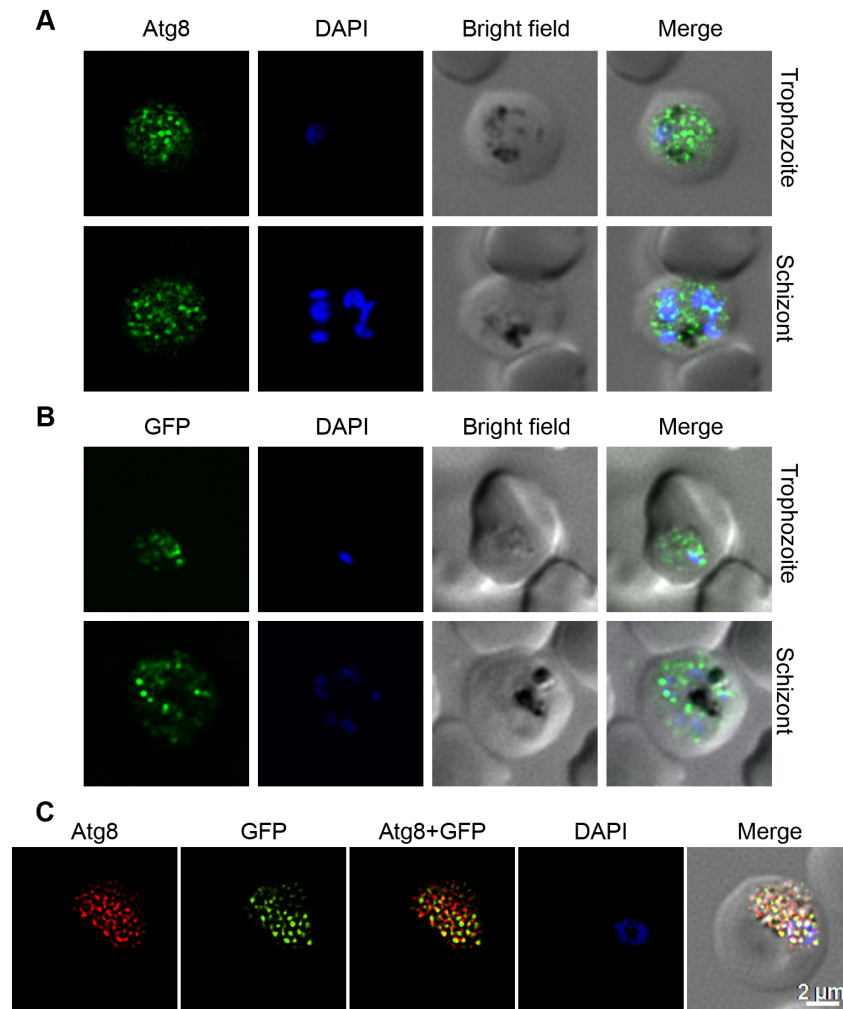 A
Atg8 DAPI Bright field Merge
Trophozoite
Schizont
B
GFP DAPI Bright field Merge
Trophozoite
Schizont
C
Atg8 GFP Atg8+GFP DAPI Merge
2 μm